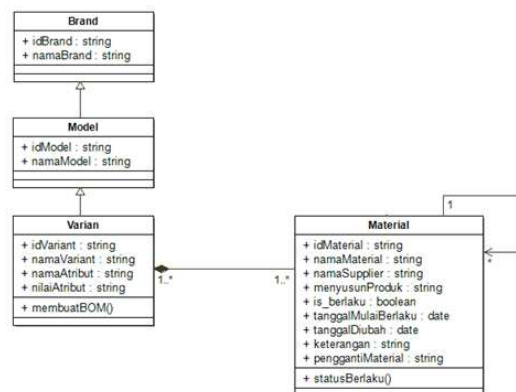 Brand
+ idBrand : string
+ namaBrand : string
Model
+ idModel : string
+ namaModel : string
Varian
+ idVariant : string
+ namaVariant : string
+ namaAtribut : string
+ nilaiAtribut : string
+ membuatBOM()
1..*
1..*
Material
+ idMaterial : string
+ namaMaterial : string
+ namaSupplier : string
+ menyusunProduk : string
+ is_berlaku : boolean
+ tanggalMulaiBerlaku : date
+ tanggalDiubah : date
+ keterangan : string
+ penggantiMaterial : string
+ statusBerlaku()
1
*